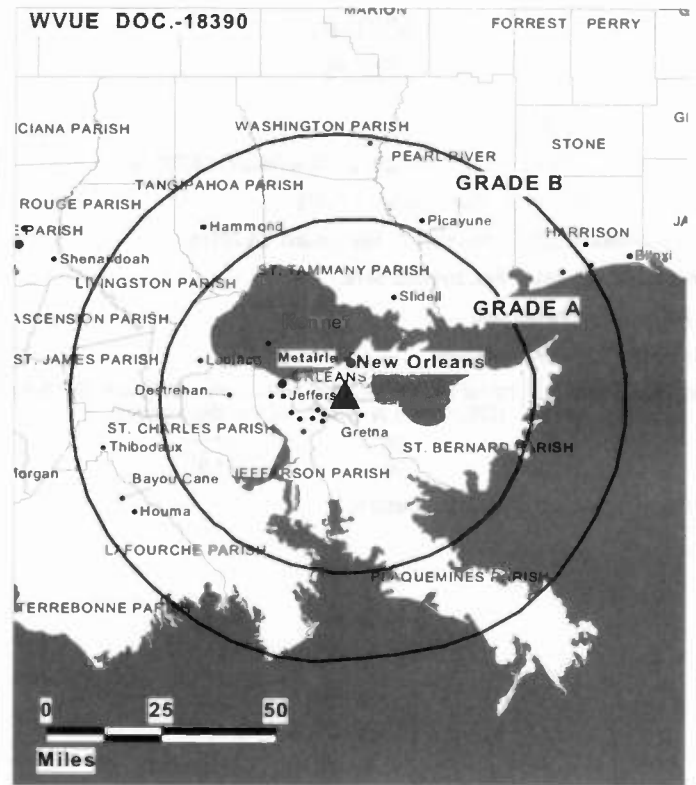 WVUE DOC.-18390
MARION
FORREST PERRY
ICIANA PARISH
WASHINGTON PARISH
STONE
PEARL RIVER
TANGIPAHOA PARISH
GRADE B
ROUGE PARISH
Picayune
Hammond
HARRISON
PARISH
Biloxi
Shenandoah
ST. TAMMANY PARISH
LIVINGSTON PARISH
Slidell
GRADE A
ASCENSION PARISH
Kenner
ST. JAMES PARISH
Metairie
New Orleans
ORLEANS
Destrehan
Jeffers
ST. CHARLES PARISH
Gretna
Thibodaux
ST. BERNARD PARISH
Morgan
JEFFERSON PARISH
Bayou Cane
Houma
LAFOURCHE PARISH
PLAQUEMINES PARISH
TERREBONNE PARISH
0 25 50
Miles